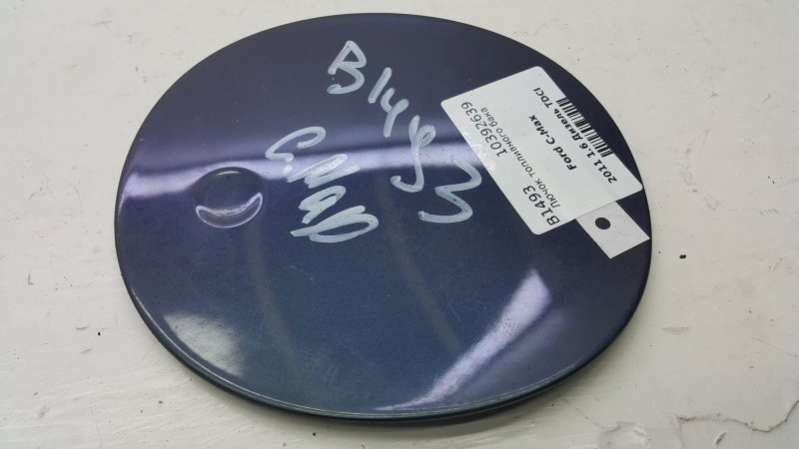 B1493
C-Max
B1493
Лючок топливного бака
10392639
Ford C-Max
2011 1.6 Дизель TDCI